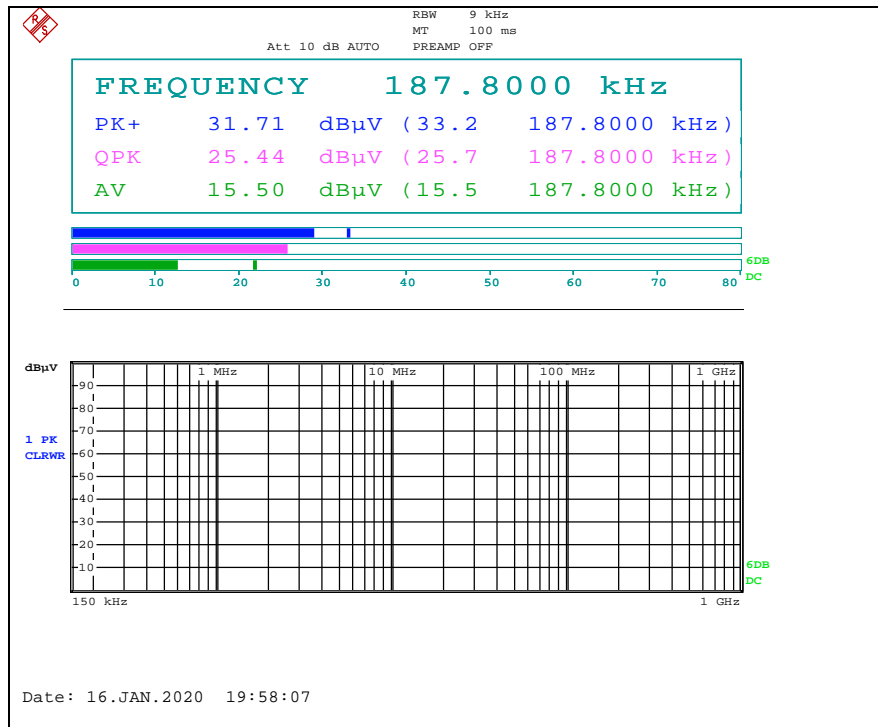 R S
RBW 9 kHz
MT 100 ms
Att 10 dB AUTO PREAMP OFF
FREQUENCY 187.8000 kHz
PK+ 31.71 dBµV (33.2 187.8000 kHz)
QPK 25.44 dBµV (25.7 187.8000 kHz)
AV 15.50 dBµV (15.5 187.8000 kHz)
6DB
DC
0 10 20 30 40 50 60 70 80
dBµV 1 MHz 10 MHz 100 MHz 1 GHz
90
80
70
1 PK
CLRWR
60
50
40
30
20
10
6DB
DC
150 kHz 1 GHz
Date: 16.JAN.2020 19:58:07